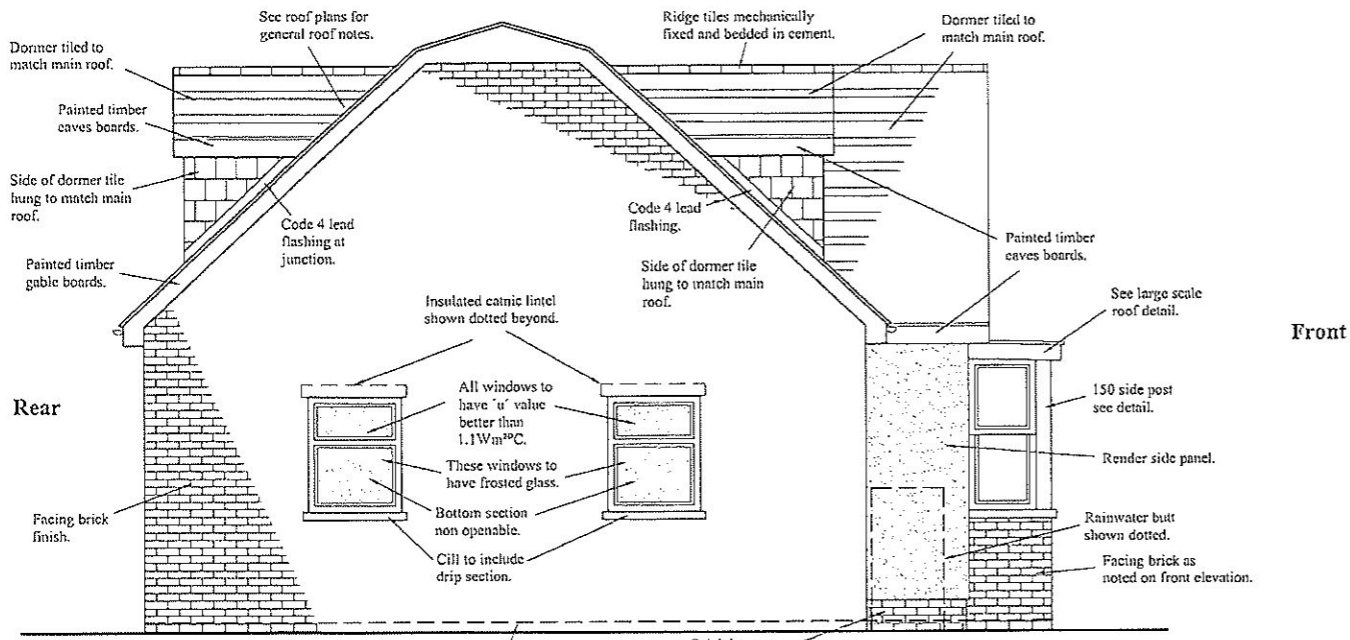 See roof plans for
general roof notes.
Ridge tiles mechanically
fixed and bedded in cement.
Dormer tiled to
match main roof.
Dormer tiled to
match main roof.
Painted timber
eaves boards.
Side of dormer tile
hung to match main
roof.
Code 4 lead
flashing at
junction.
Code 4 lead
flashing.
Painted timber
gable boards.
Side of dormer tile
hung to match main
roof.
Painted timber
eaves boards.
See large scale
roof detail.
Front
Insulated catnic lintel
shown dotted beyond.
Rear
All windows to
have 'u' value
better than
1.1Wm²ºC.
150 side post
see detail.
These windows to
have frosted glass.
Render side panel.
Bottom section
non openable.
Facing brick
finish.
Cill to include
drip section.
Rainwater butt
shown dotted.
Facing brick as
noted on front elevation.